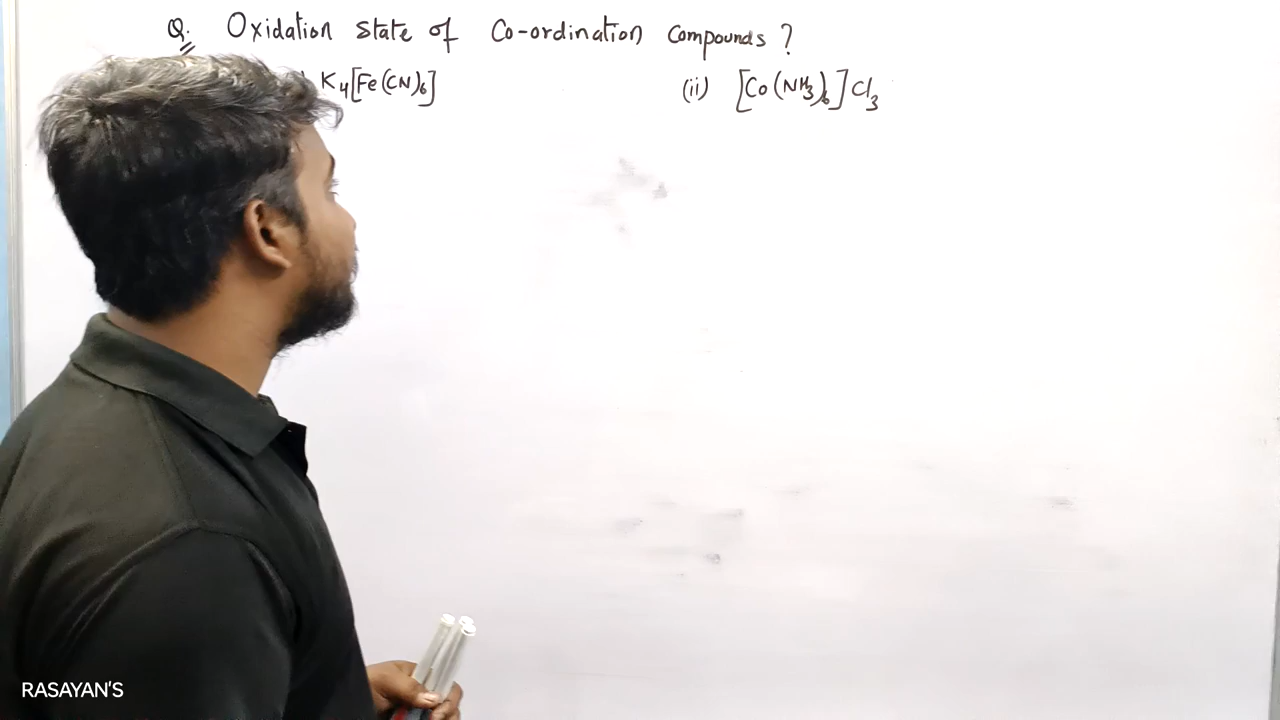 Q. Oxidation state of Co-ordination Compounds ?
K₄[Fe(CN)₆] (ii) [Co(NH₃)₆]Cl₃
RASAYAN'S